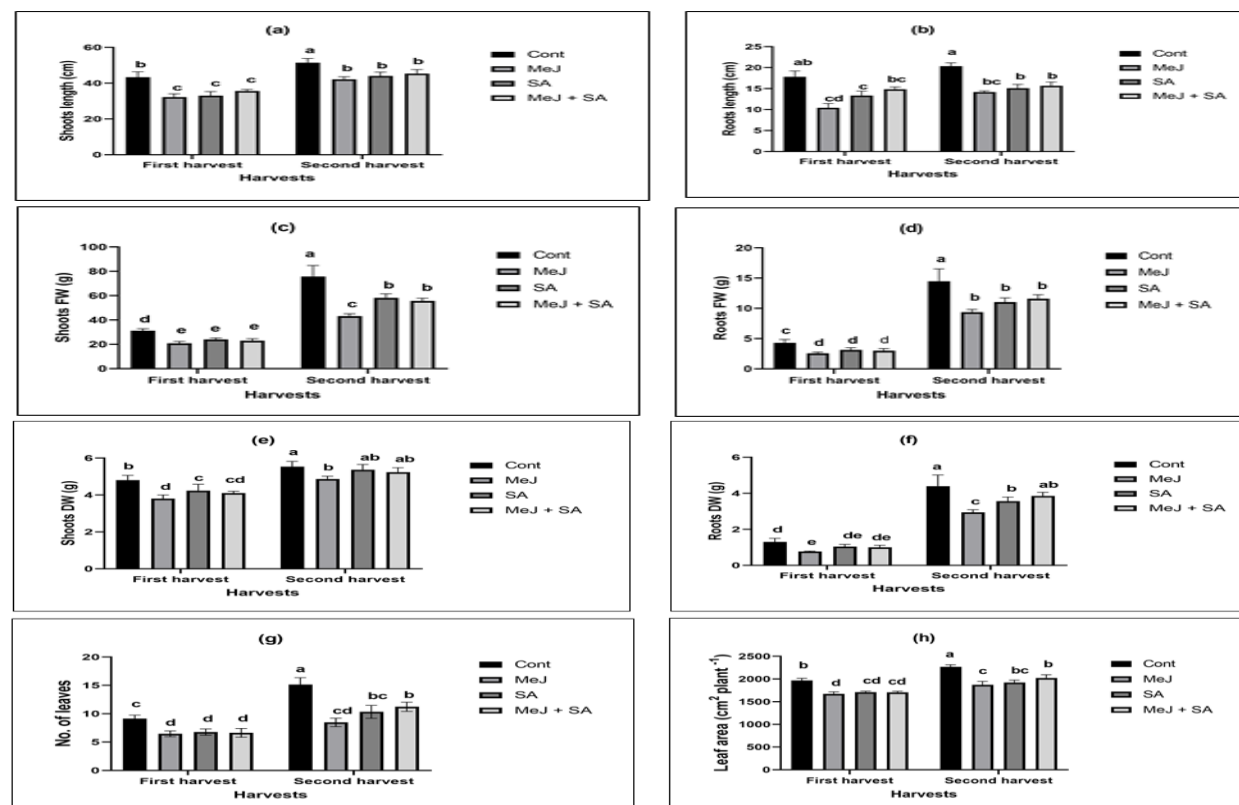 (a)
Shoots length (cm)
60
40
20
0
b
c
c
c
a
b
b
b
First harvest
Second harvest
Harvests
Cont
MeJ
SA
MeJ + SA
(b)
Roots length (cm)
25
20
15
10
5
0
ab
cd
c
bc
a
bc
b
b
First harvest
Second harvest
Harvests
Cont
MeJ
SA
MeJ + SA
(c)
Shoots FW (g)
100
80
60
40
20
0
d
e
e
e
a
c
b
b
First harvest
Second harvest
Harvests
Cont
MeJ
SA
MeJ + SA
(d)
Roots FW (g)
20
15
10
5
0
c
d
d
d
a
b
b
b
First harvest
Second harvest
Harvests
Cont
MeJ
SA
MeJ + SA
(e)
Shoots DW (g)
6
4
2
0
b
d
c
cd
a
b
ab
ab
First harvest
Second harvest
Harvests
Cont
MeJ
SA
MeJ + SA
(f)
Roots DW (g)
6
4
2
0
d
e
de
de
a
c
b
ab
First harvest
Second harvest
Harvests
Cont
MeJ
SA
MeJ + SA
(g)
No. of leaves
20
15
10
5
0
c
d
d
d
a
cd
bc
b
First harvest
Second harvest
Harvests
Cont
MeJ
SA
MeJ + SA
(h)
Leaf area (cm² plant ⁻¹)
2500
2000
1500
1000
500
0
b
d
cd
cd
a
c
bc
b
First harvest
Second harvest
Harvests
Cont
MeJ
SA
MeJ + SA